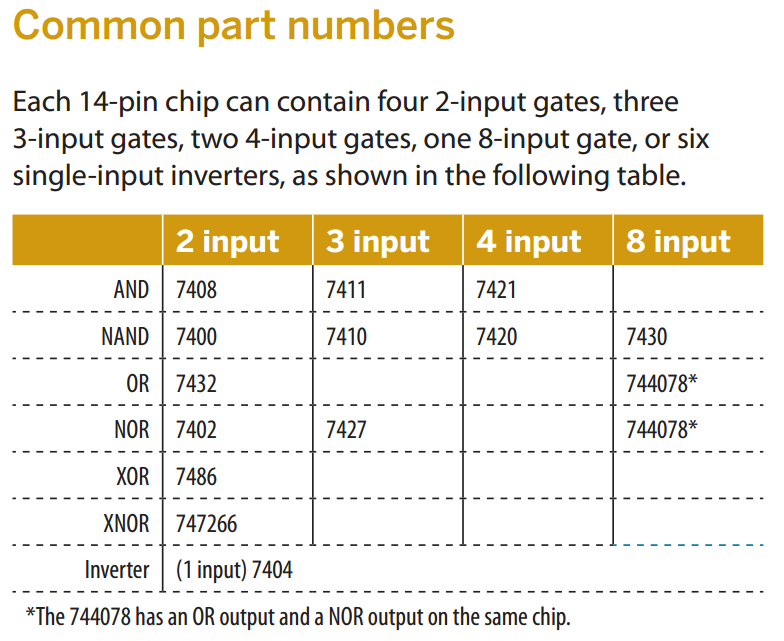 Common part numbers
Each 14-pin chip can contain four 2-input gates, three
3-input gates, two 4-input gates, one 8-input gate, or six
single-input inverters, as shown in the following table.
2 input 3 input 4 input 8 input
AND 7408 7411 7421
NAND 7400 7410 7420 7430
OR 7432 744078*
NOR 7402 7427 744078*
XOR 7486
XNOR 747266
Inverter (1 input) 7404
*The 744078 has an OR output and a NOR output on the same chip.